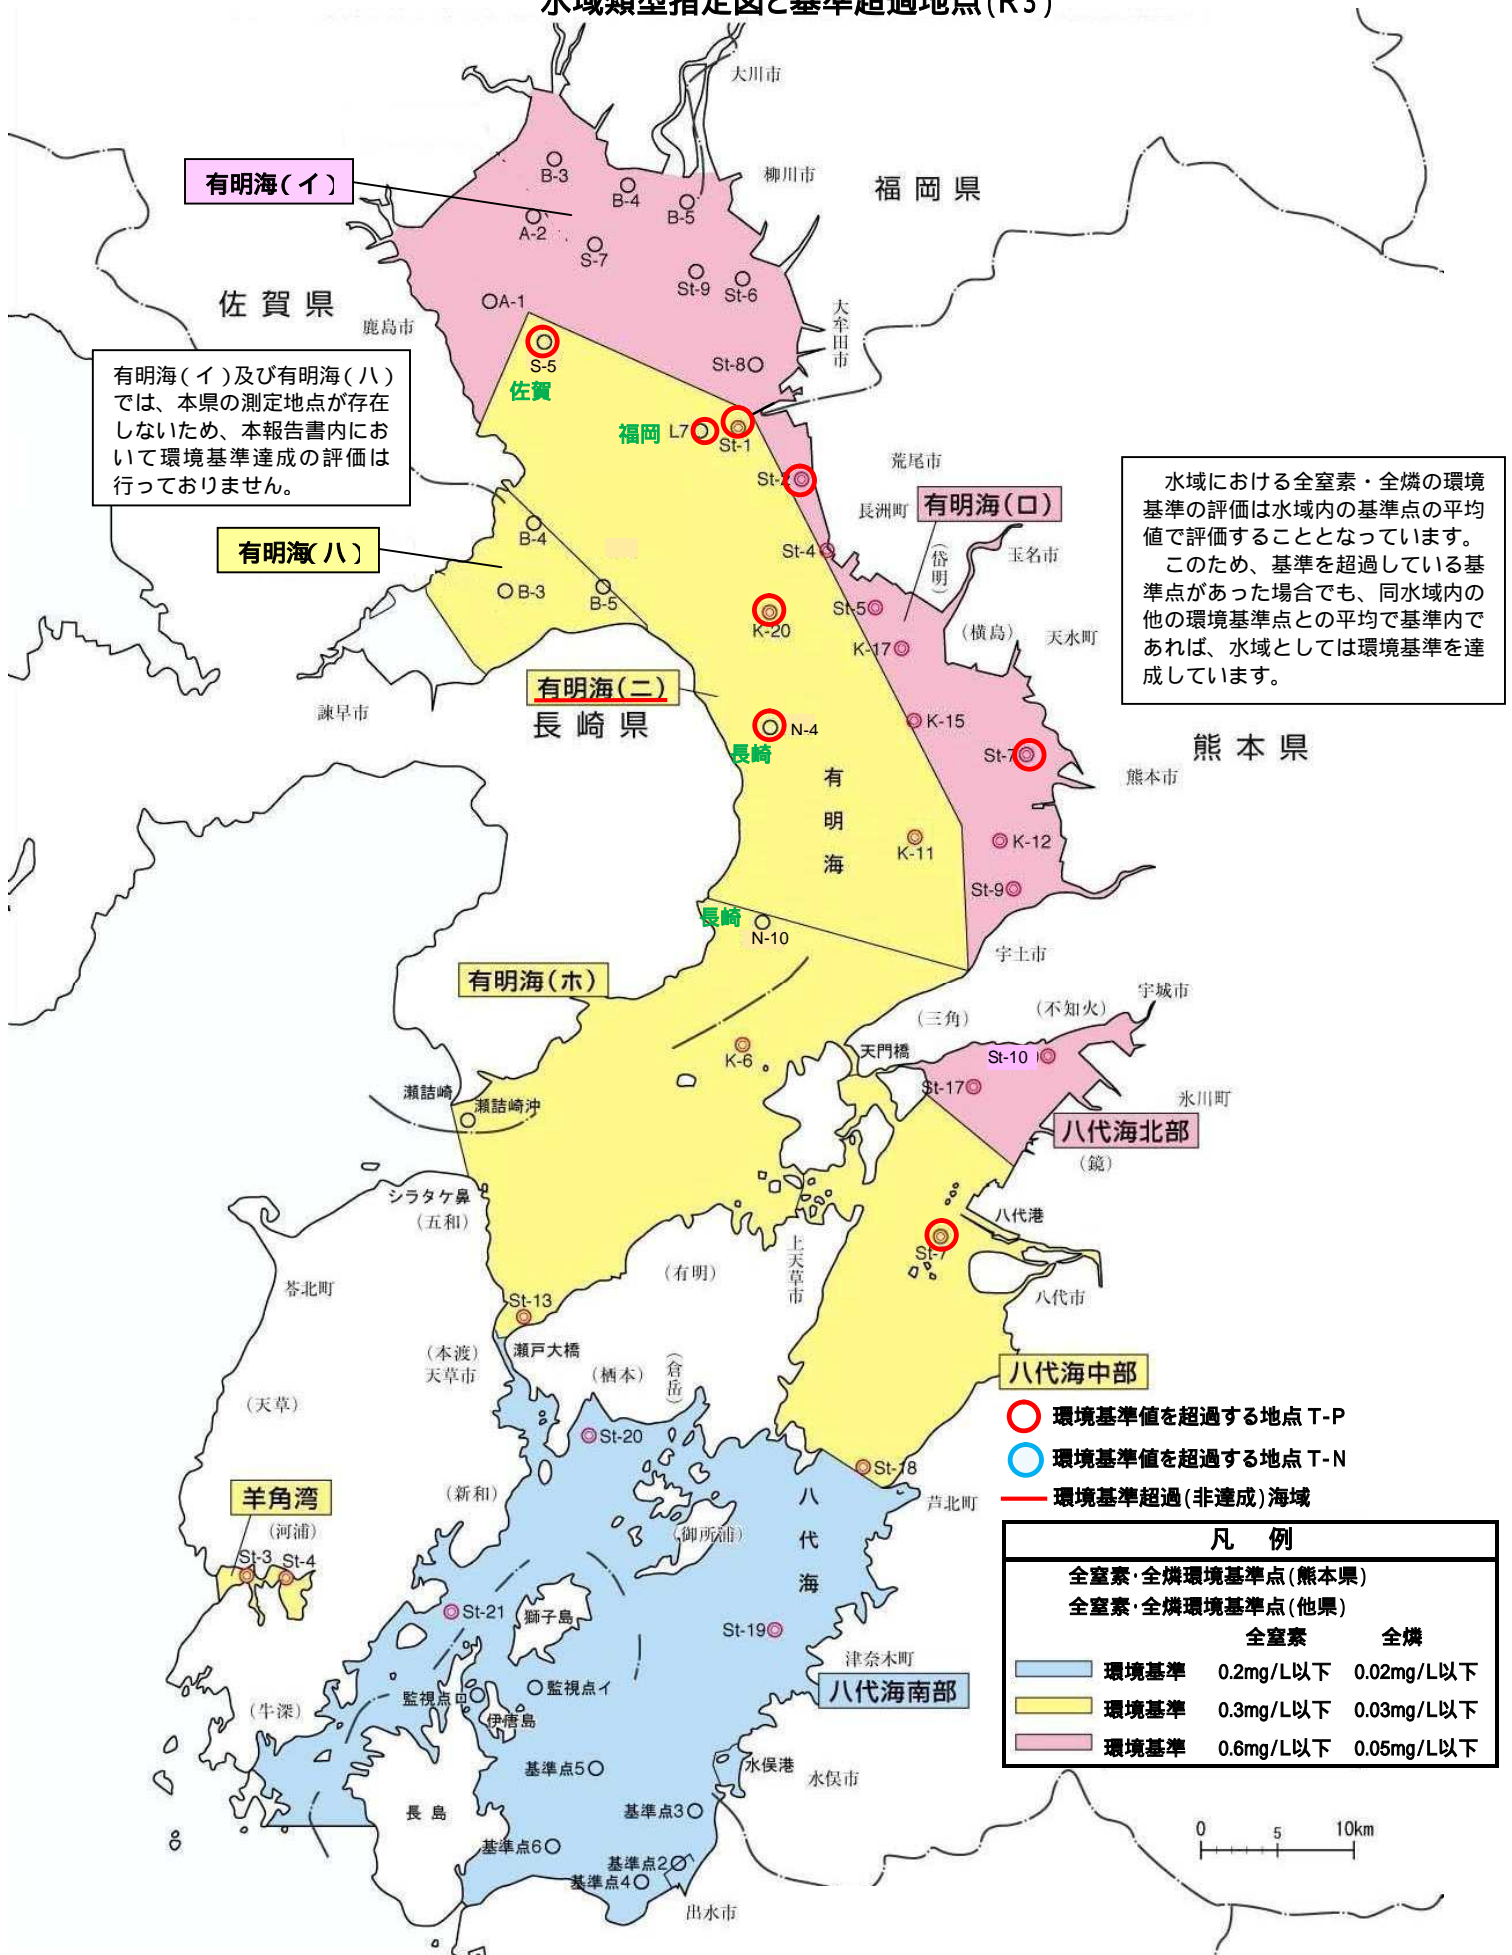 水域類型指定図と基準超過地点(R3)
大川市
柳川市
福岡県
有明海(イ)
B-3
B-4
B-5
A-2
S-7
St-9
St-6
A-1
佐賀県
鹿島市
大牟田市
St-8
S-5
佐賀
有明海(イ)及び有明海(ハ)
では、本県の測定地点が存在
しないため、本報告書内にお
いて環境基準達成の評価は
行っておりません。
福岡
L7
St-1
荒尾市
St-2
長洲町
有明海(ロ)
水域における全窒素・全燐の環境
基準の評価は水域内の基準点の平均
値で評価することとなっています。
このため、基準を超過している基
準点があった場合でも、同水域内の
他の環境基準点との平均で基準内で
あれば、水域としては環境基準を達
成しています。
有明海(ハ)
B-4
B-3
B-5
St-4
(岱明)
玉名市
St-5
K-20
K-17
(横島)
天水町
有明海(ニ)
長崎県
諫早市
K-15
N-4
長崎
St-7
熊本県
熊本市
有明海
K-11
K-12
St-9
長崎
N-10
宇土市
有明海(ホ)
宇城市
(不知火)
(三角)
K-6
天門橋
St-10
St-17
氷川町
八代海北部
(鏡)
瀬詰崎
瀬詰崎沖
シラタケ鼻
(五和)
八代港
St-7
上天草市
(有明)
苓北町
八代市
St-13
瀬戸大橋
(本渡)
天草市
(栖本)
(倉岳)
八代海中部
(天草)
環境基準値を超過する地点 T-P
環境基準値を超過する地点 T-N
環境基準超過(非達成)海域
St-20
St-18
芦北町
羊角湾
(河浦)
(新和)
(御所浦)
八代海
St-3
St-4
凡 例
全窒素・全燐環境基準点(熊本県)
全窒素・全燐環境基準点(他県)
全窒素 全燐
環境基準 0.2mg/L以下 0.02mg/L以下
環境基準 0.3mg/L以下 0.03mg/L以下
環境基準 0.6mg/L以下 0.05mg/L以下
St-21
獅子島
St-19
津奈木町
八代海南部
監視点ロ
監視点イ
伊唐島
(牛深)
基準点5
水俣港
水俣市
長島
基準点3
基準点6
基準点2
基準点4
出水市
0 5 10km